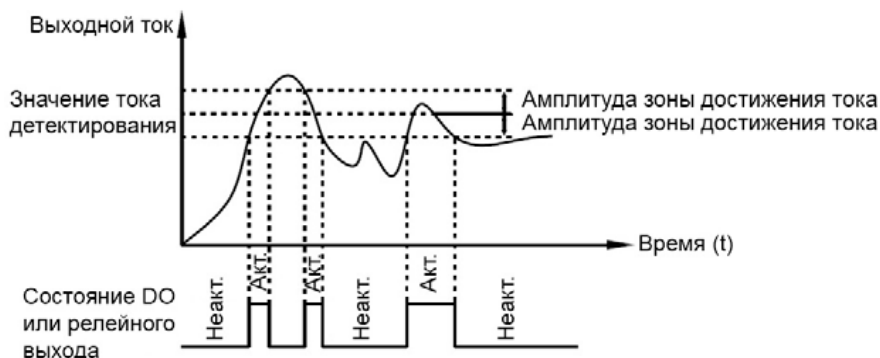 Выходной ток
Значение тока
детектирования
Амплитуда зоны достижения тока
Амплитуда зоны достижения тока
Время (t)
Состояние DO
или релейного
выхода
Неакт.
Акт.
Акт.
Неакт.
Акт.
Неакт.